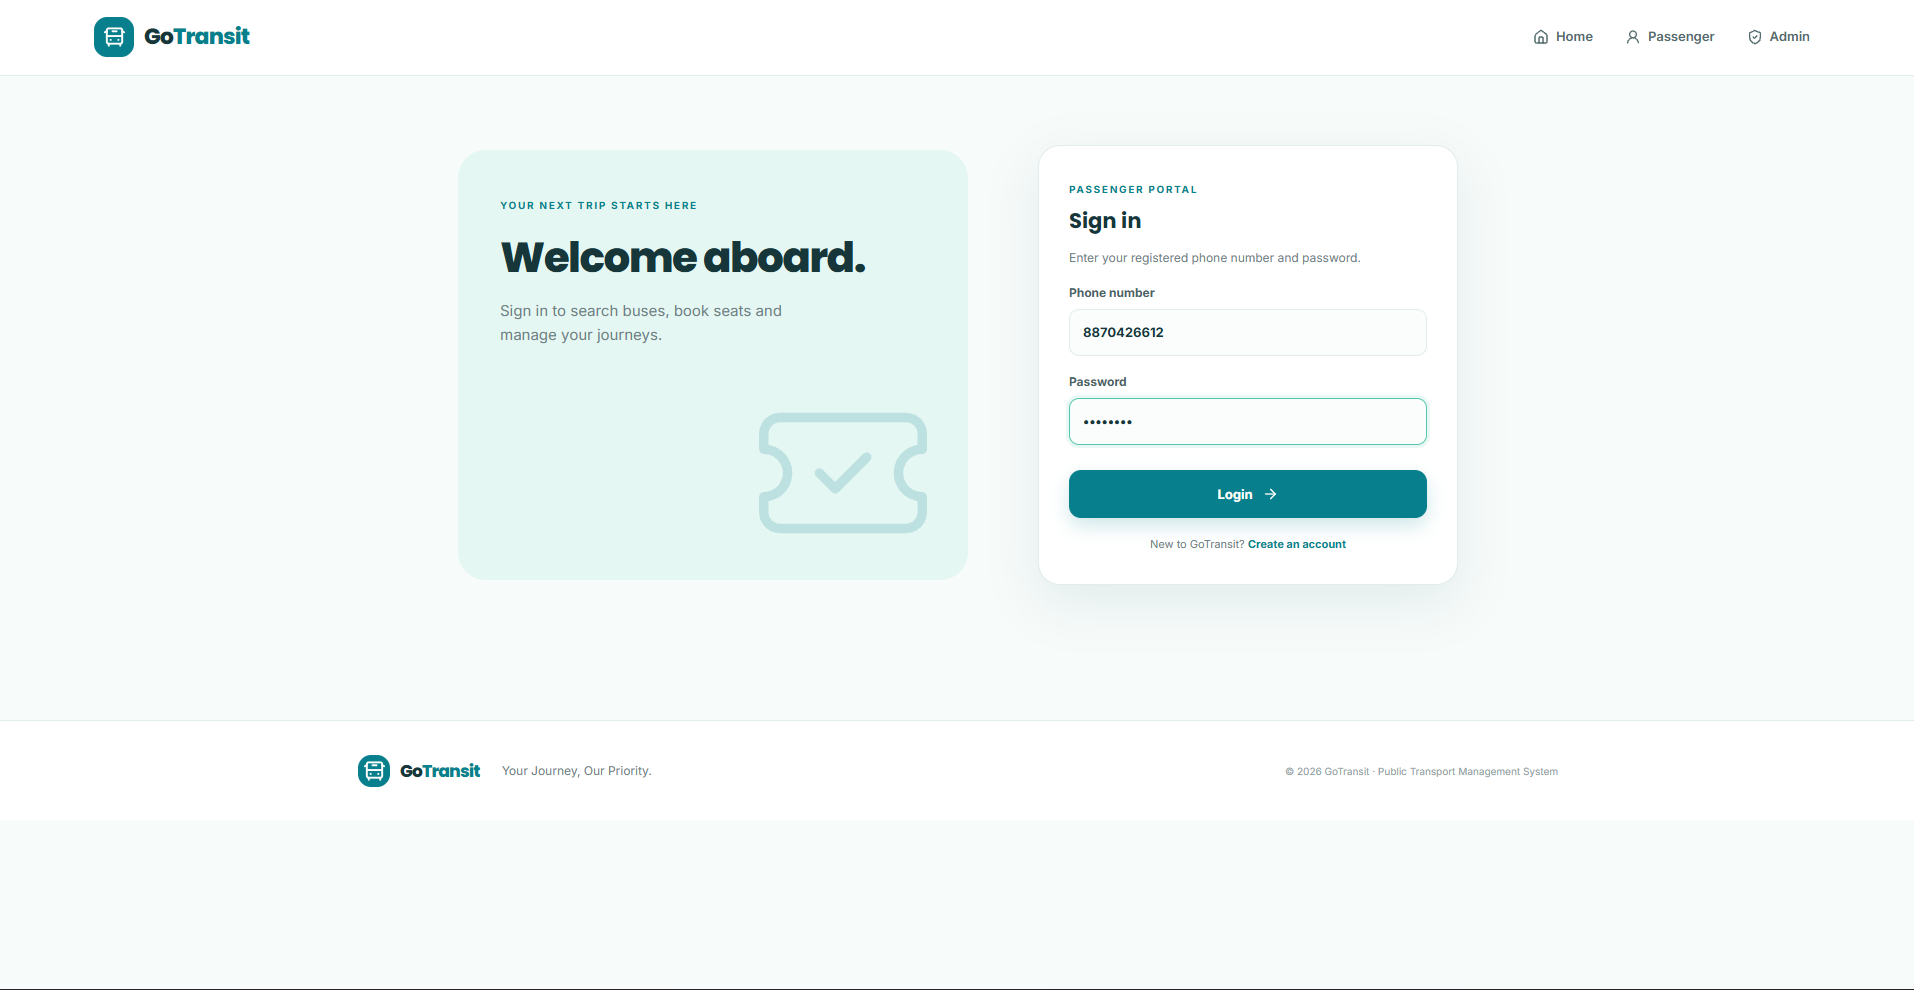 GoTransit
Home
Passenger
Admin
YOUR NEXT TRIP STARTS HERE
Welcome aboard.
Sign in to search buses, book seats and
manage your journeys.
PASSENGER PORTAL
Sign in
Enter your registered phone number and password.
Phone number
8870426612
Password
••••••••
Login →
New to GoTransit? Create an account
GoTransit
Your Journey, Our Priority.
© 2026 GoTransit · Public Transport Management System